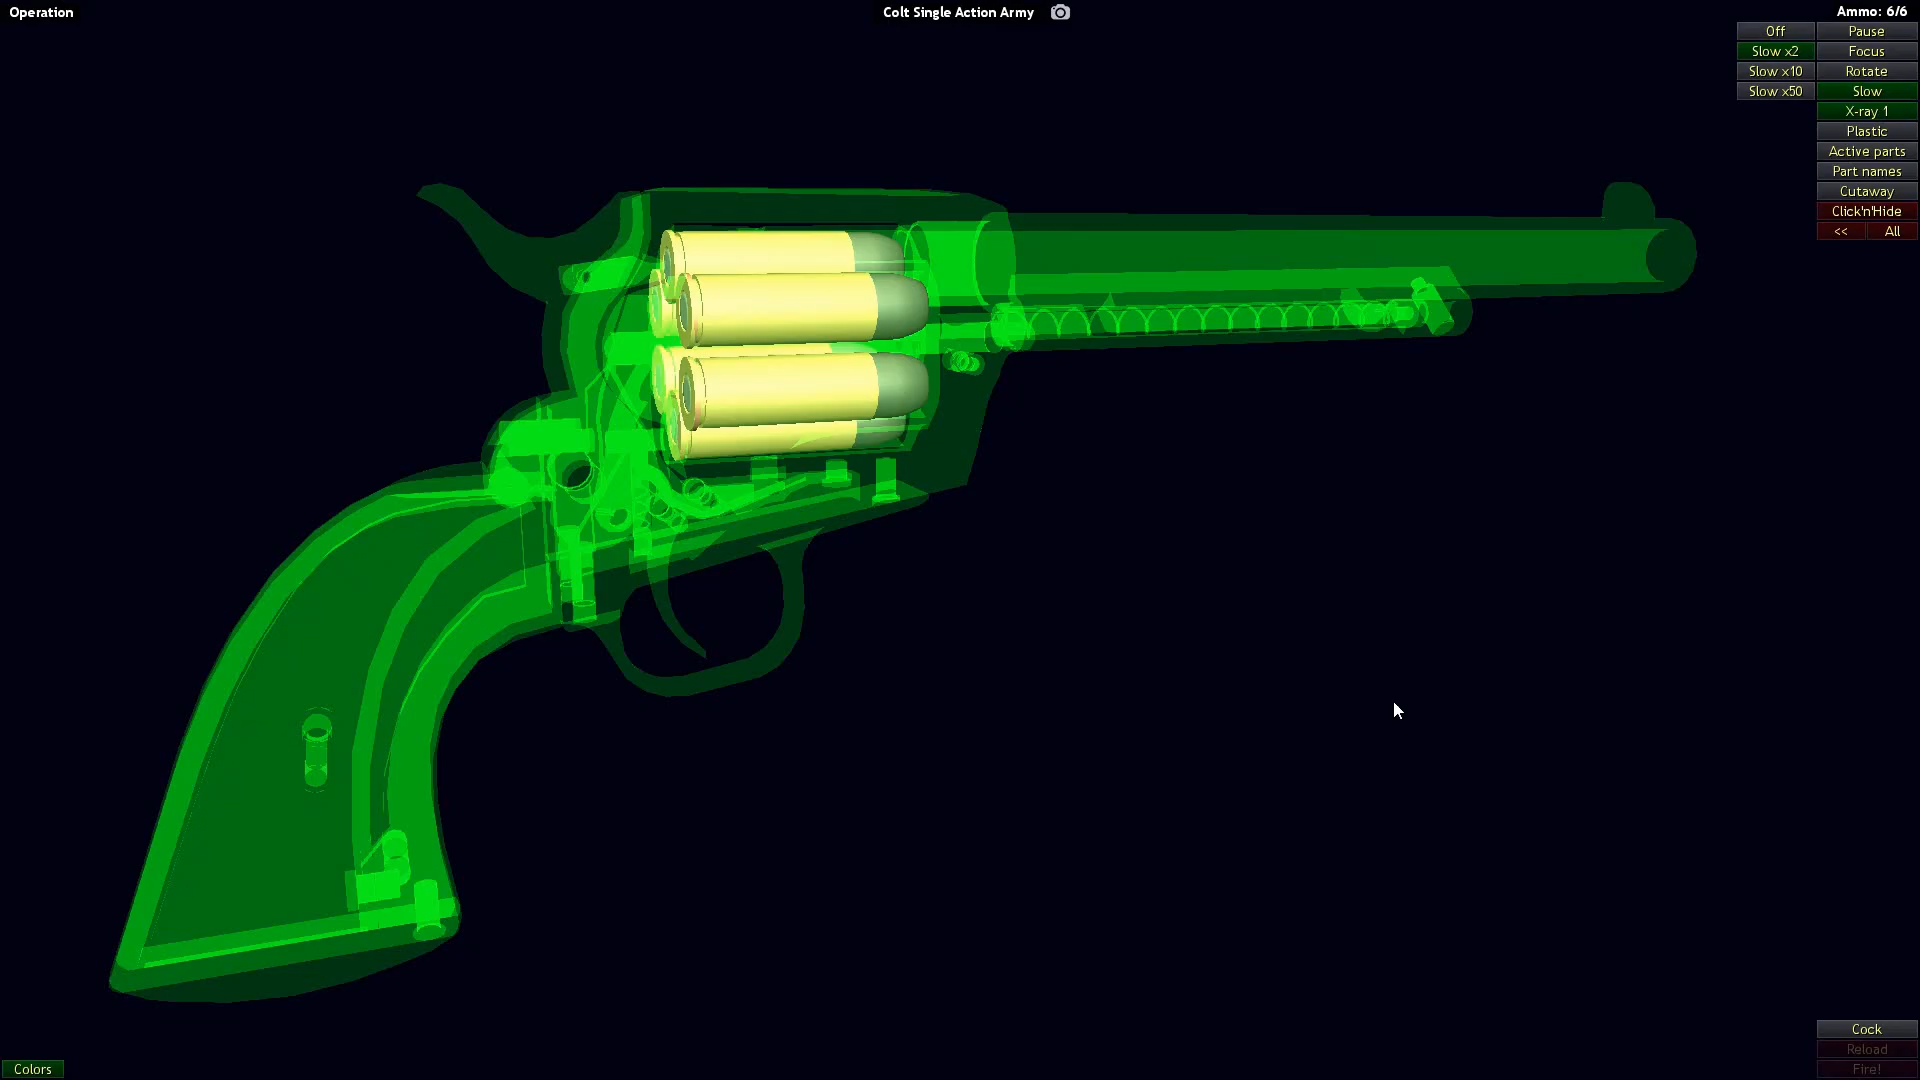 Operation
Colt Single Action Army
Ammo: 6/6
Off
Pause
Slow x2
Focus
Slow x10
Rotate
Slow x50
Slow
X-ray 1
Plastic
Active parts
Part names
Cutaway
Click'n'Hide
<< All
Cock
Reload
Fire!
Colors